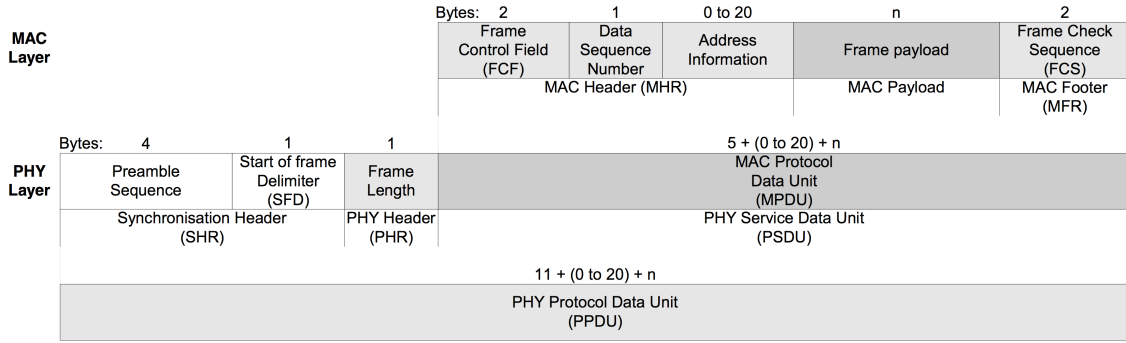 Bytes: 2 1 0 to 20 n 2
MAC
Layer
Frame
Control Field
(FCF)
Data
Sequence
Number
Address
Information
Frame payload
Frame Check
Sequence
(FCS)
MAC Header (MHR)
MAC Payload
MAC Footer
(MFR)
Bytes: 4 1 1 5 + (0 to 20) + n
PHY
Layer
Preamble
Sequence
Start of frame
Delimiter
(SFD)
Frame
Length
MAC Protocol
Data Unit
(MPDU)
Synchronisation Header
(SHR)
PHY Header
(PHR)
PHY Service Data Unit
(PSDU)
11 + (0 to 20) + n
PHY Protocol Data Unit
(PPDU)